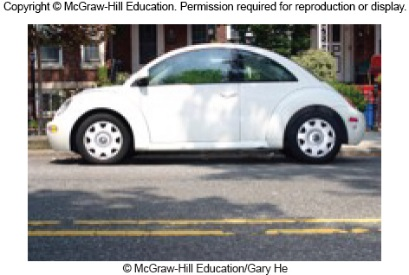 Copyright © McGraw-Hill Education. Permission required for reproduction or display.
© McGraw-Hill Education/Gary He